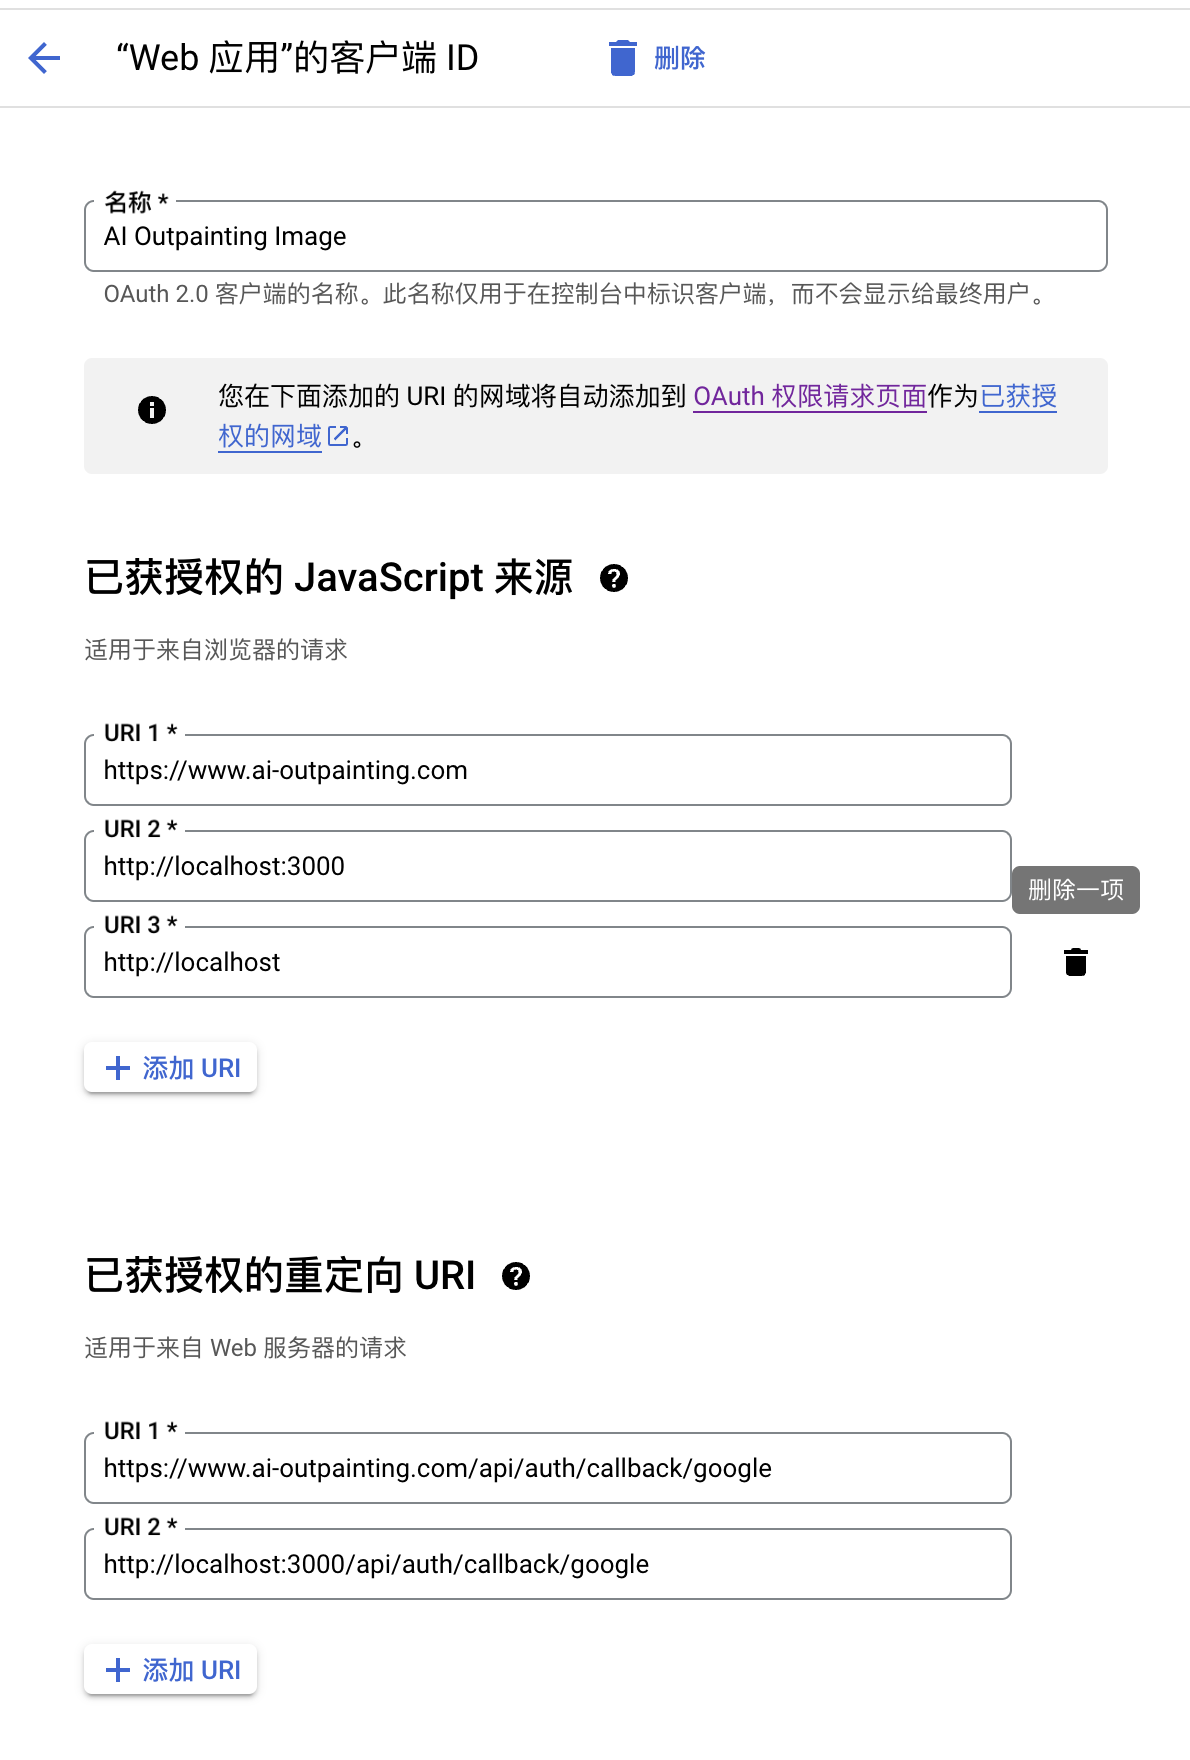 “Web 应用”的客户端 ID
删除
名称 *
AI Outpainting Image
OAuth 2.0 客户端的名称。此名称仅用于在控制台中标识客户端，而不会显示给最终用户。
您在下面添加的 URI 的网域将自动添加到 OAuth 权限请求页面作为已获授
权的网域。
已获授权的 JavaScript 来源
适用于来自浏览器的请求
URI 1 *
https://www.ai-outpainting.com
URI 2 *
http://localhost:3000
删除一项
URI 3 *
http://localhost
添加 URI
已获授权的重定向 URI
适用于来自 Web 服务器的请求
URI 1 *
https://www.ai-outpainting.com/api/auth/callback/google
URI 2 *
http://localhost:3000/api/auth/callback/google
添加 URI